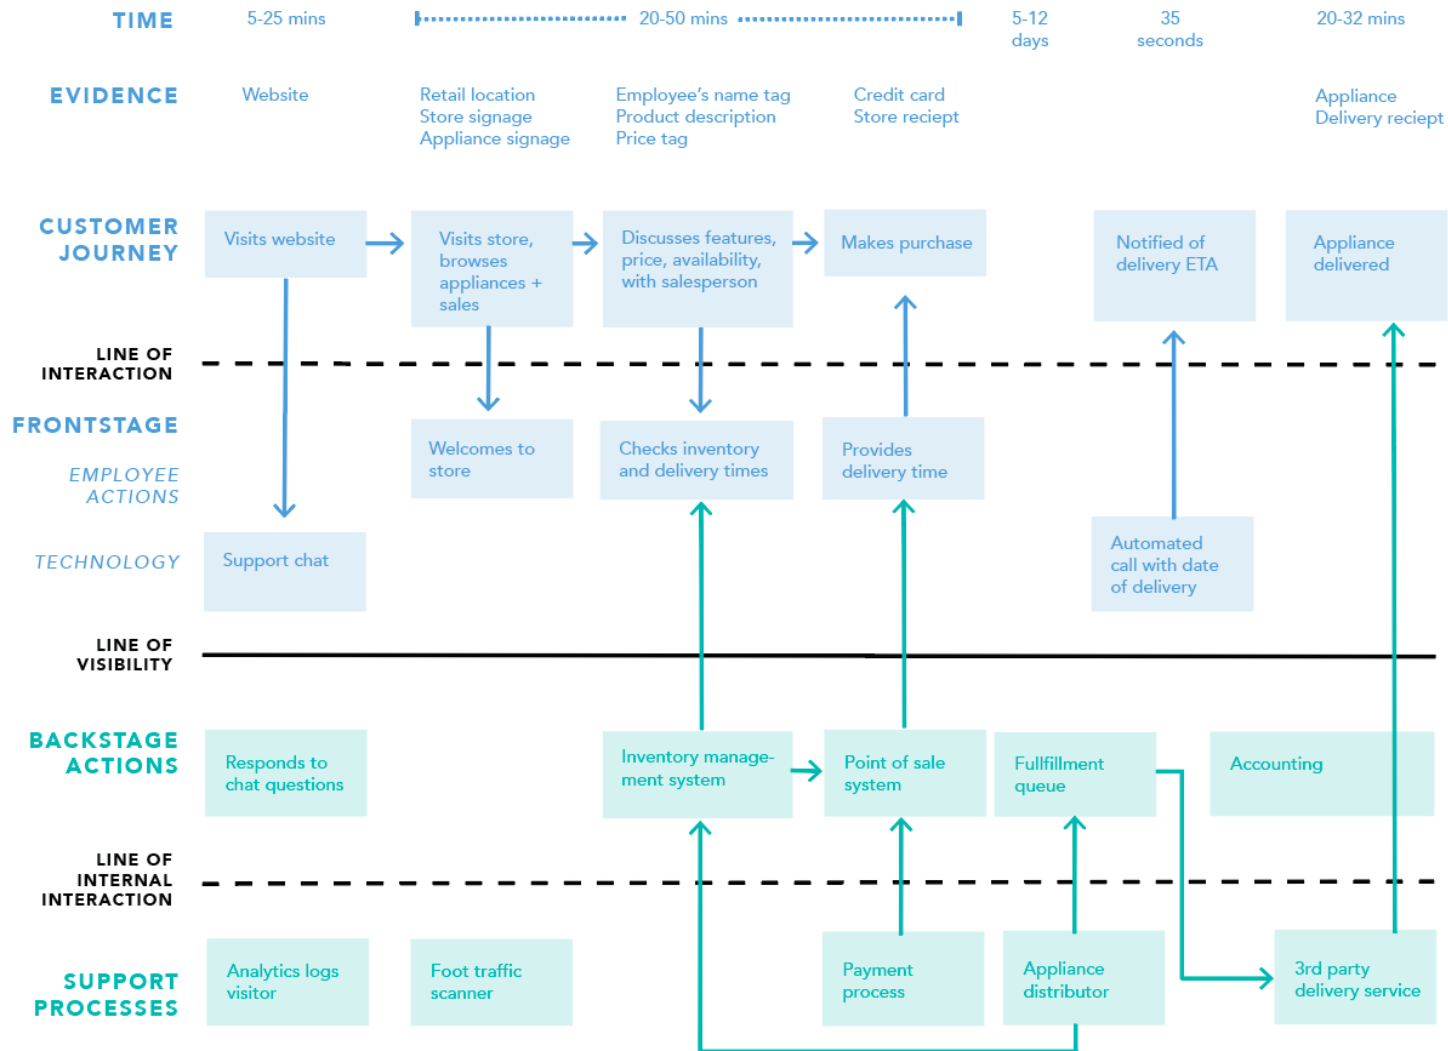 TIME
5-25 mins
20-50 mins
5-12
days
35
seconds
20-32 mins
EVIDENCE
Website
Retail location
Store signage
Appliance signage
Employee's name tag
Product description
Price tag
Credit card
Store reciept
Appliance
Delivery reciept
CUSTOMER
JOURNEY
Visits website
Visits store,
browses
appliances +
sales
Discusses features,
price, availability,
with salesperson
Makes purchase
Notified of
delivery ETA
Appliance
delivered
LINE OF
INTERACTION
FRONTSTAGE
EMPLOYEE
ACTIONS
Welcomes to
store
Checks inventory
and delivery times
Provides
delivery time
TECHNOLOGY
Support chat
Automated
call with date
of delivery
LINE OF
VISIBILITY
BACKSTAGE
ACTIONS
Responds to
chat questions
Inventory manage-
ment system
Point of sale
system
Fullfillment
queue
Accounting
LINE OF
INTERNAL
INTERACTION
SUPPORT
PROCESSES
Analytics logs
visitor
Foot traffic
scanner
Payment
process
Appliance
distributor
3rd party
delivery service